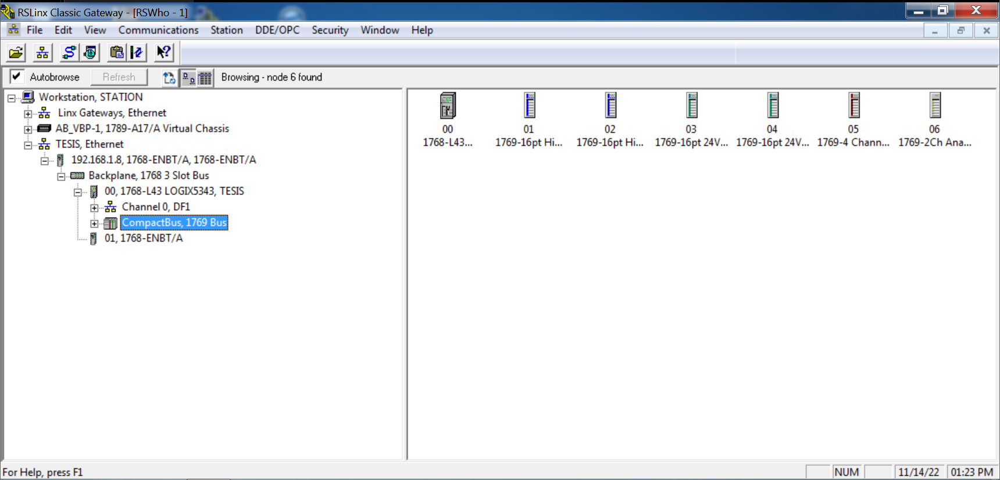 RSLinx Classic Gateway - [RSWho - 1]
File Edit View Communications Station DDE/OPC Security Window Help
Autobrowse Refresh Browsing - node 6 found
Workstation, STATION
Linx Gateways, Ethernet
AB_VBP-1, 1789-A17/A Virtual Chassis
TESIS, Ethernet
192.168.1.8, 1768-ENBT/A, 1768-ENBT/A
Backplane, 1768 3 Slot Bus
00, 1768-L43 LOGIX5343, TESIS
Channel 0, DF1
CompactBus, 1769 Bus
01, 1768-ENBT/A
00 01 02 03 04 05 06
1768-L43... 1769-16pt Hi... 1769-16pt Hi... 1769-16pt 24V... 1769-16pt 24V... 1769-4 Chann... 1769-2Ch Ana...
For Help, press F1
NUM 11/14/22 01:23 PM